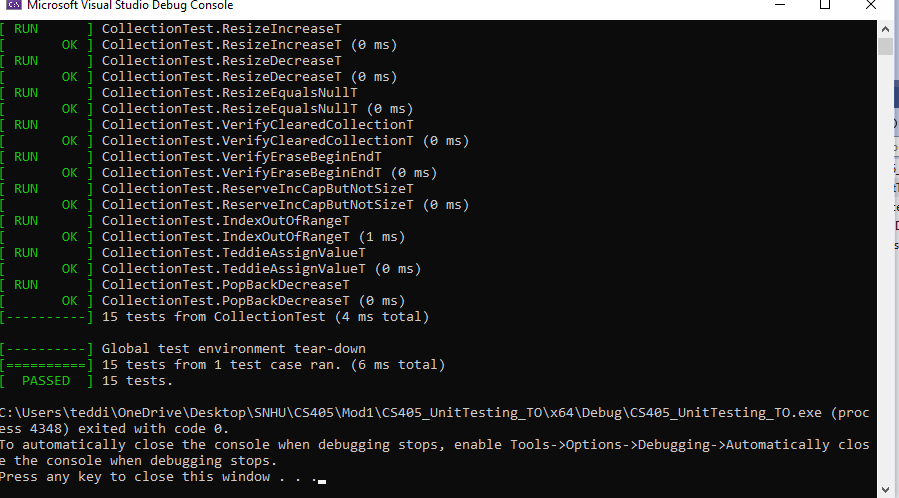 Microsoft Visual Studio Debug Console
[ RUN      ] CollectionTest.ResizeIncreaseT
[       OK ] CollectionTest.ResizeIncreaseT (0 ms)
[ RUN      ] CollectionTest.ResizeDecreaseT
[       OK ] CollectionTest.ResizeDecreaseT (0 ms)
[ RUN      ] CollectionTest.ResizeEqualsNullT
[       OK ] CollectionTest.ResizeEqualsNullT (0 ms)
[ RUN      ] CollectionTest.VerifyClearedCollectionT
[       OK ] CollectionTest.VerifyClearedCollectionT (0 ms)
[ RUN      ] CollectionTest.VerifyEraseBeginEndT
[       OK ] CollectionTest.VerifyEraseBeginEndT (0 ms)
[ RUN      ] CollectionTest.ReserveIncCapButNotSizeT
[       OK ] CollectionTest.ReserveIncCapButNotSizeT (0 ms)
[ RUN      ] CollectionTest.IndexOutOfRangeT
[       OK ] CollectionTest.IndexOutOfRangeT (1 ms)
[ RUN      ] CollectionTest.TeddieAssignValueT
[       OK ] CollectionTest.TeddieAssignValueT (0 ms)
[ RUN      ] CollectionTest.PopBackDecreaseT
[       OK ] CollectionTest.PopBackDecreaseT (0 ms)
[----------] 15 tests from CollectionTest (4 ms total)
[----------] Global test environment tear-down
[==========] 15 tests from 1 test case ran. (6 ms total)
[  PASSED  ] 15 tests.
C:\Users\teddi\OneDrive\Desktop\SNHU\CS405\Mod1\CS405_UnitTesting_TO\x64\Debug\CS405_UnitTesting_TO.exe (proc
ess 4348) exited with code 0.
To automatically close the console when debugging stops, enable Tools->Options->Debugging->Automatically clos
e the console when debugging stops.
Press any key to close this window . . .